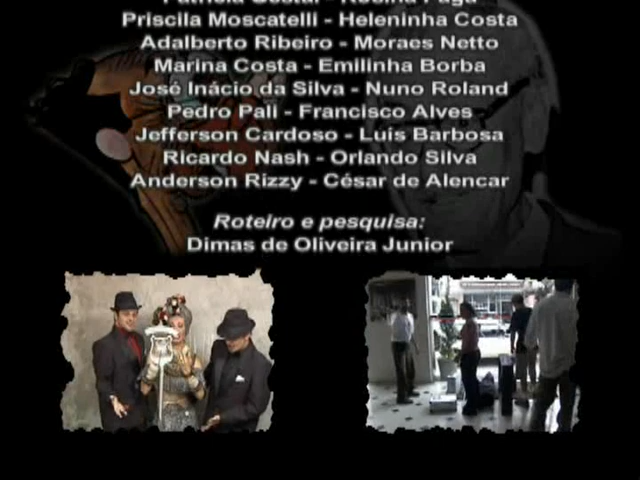 Priscila Moscatelli - Heleninha Costa
Adalberto Ribeiro - Moraes Netto
Marina Costa - Emilinha Borba
José Inácio da Silva - Nuno Roland
Pedro Pali - Francisco Alves
Jefferson Cardoso - Luís Barbosa
Ricardo Nash - Orlando Silva
Anderson Rizzy - César de Alencar
Roteiro e pesquisa:
Dimas de Oliveira Junior